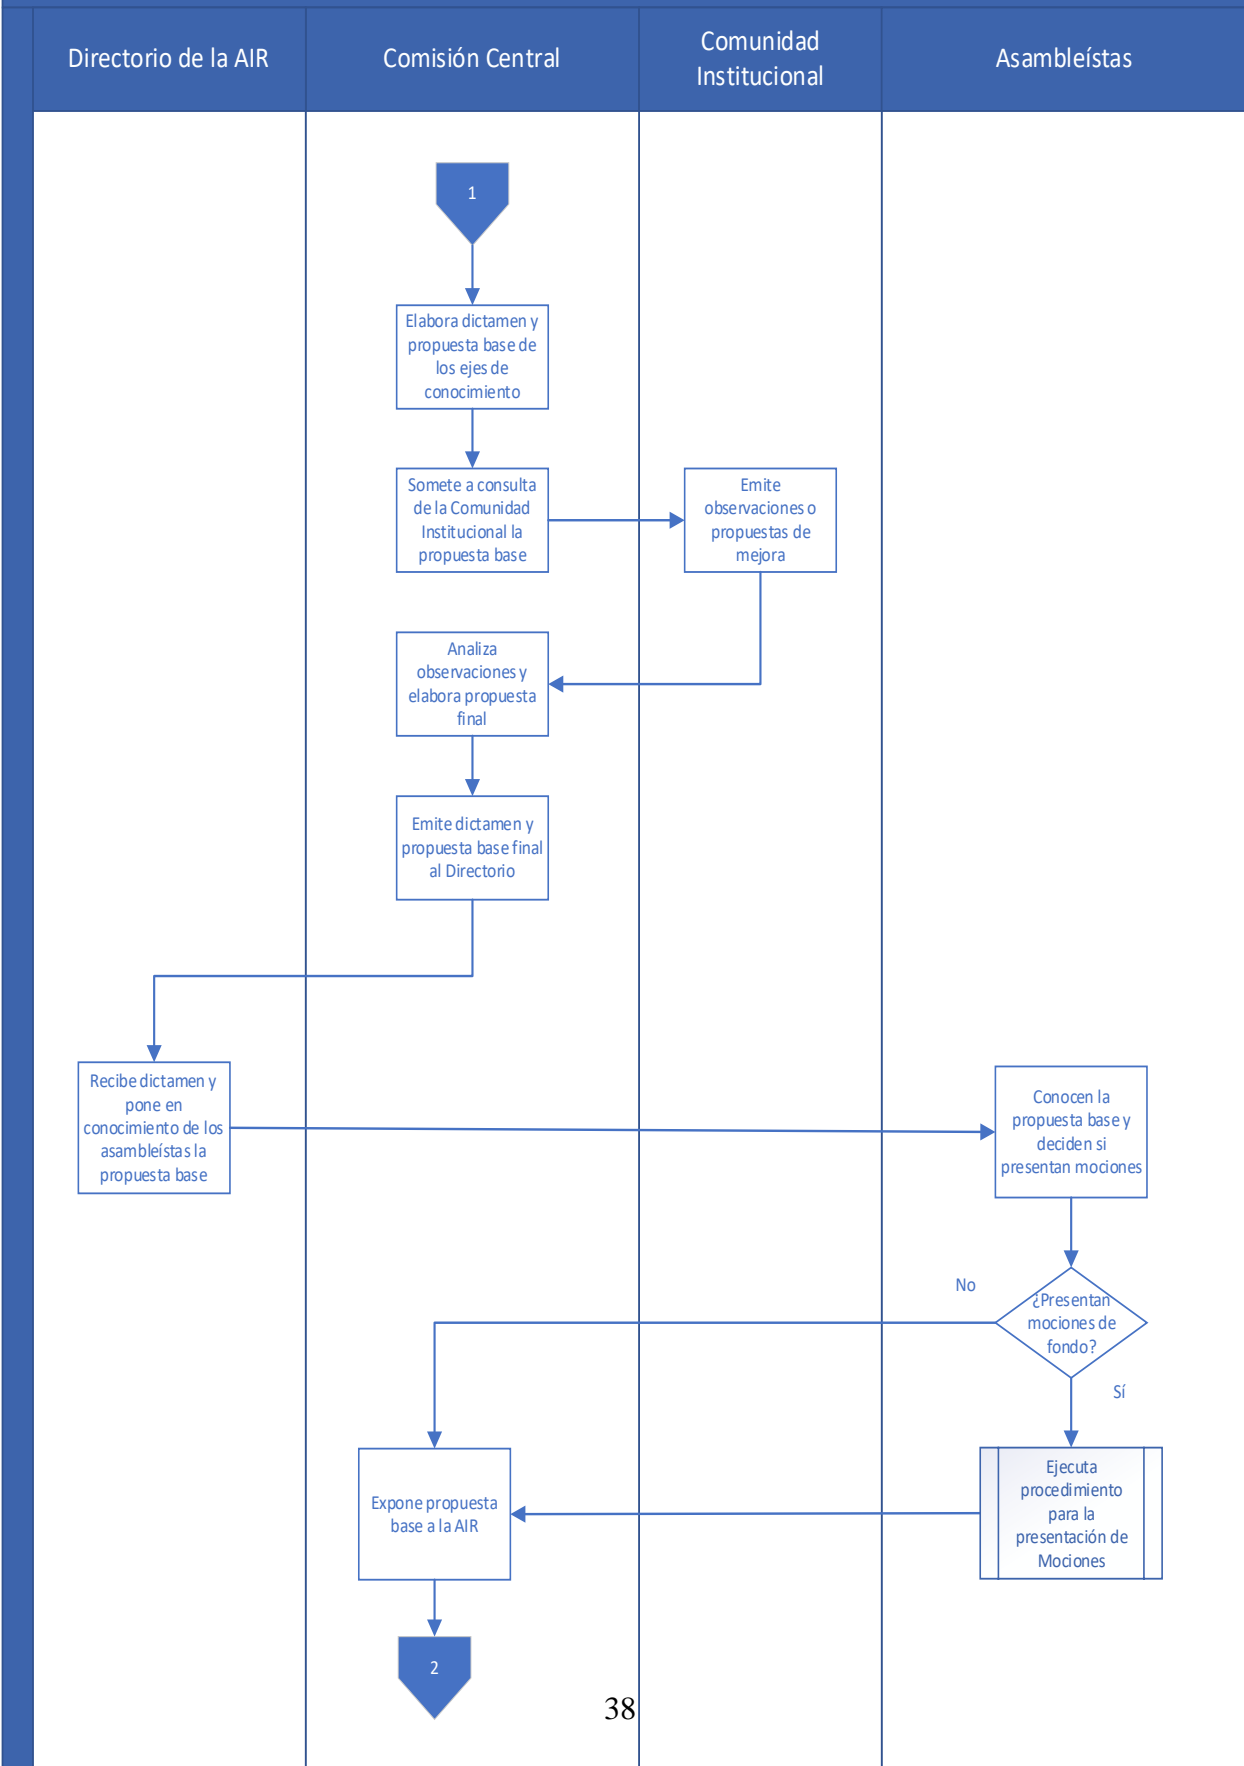 Directorio de la AIR
Comisión Central
Comunidad
Institucional
Asambleístas
1
Elabora dictamen y
propuesta base de
los ejes de
conocimiento
Somete a consulta
de la Comunidad
Institucional la
propuesta base
Emite
observaciones o
propuestas de
mejora
Analiza
observaciones y
elabora propuesta
final
Emite dictamen y
propuesta base final
al Directorio
Recibe dictamen y
pone en
conocimiento de los
asambleístas la
propuesta base
Conocen la
propuesta base y
deciden si
presentan mociones
¿Presentan
mociones de
fondo?
No
Sí
Ejecuta
procedimiento
para la
presentación de
Mociones
Expone propuesta
base a la AIR
2
38